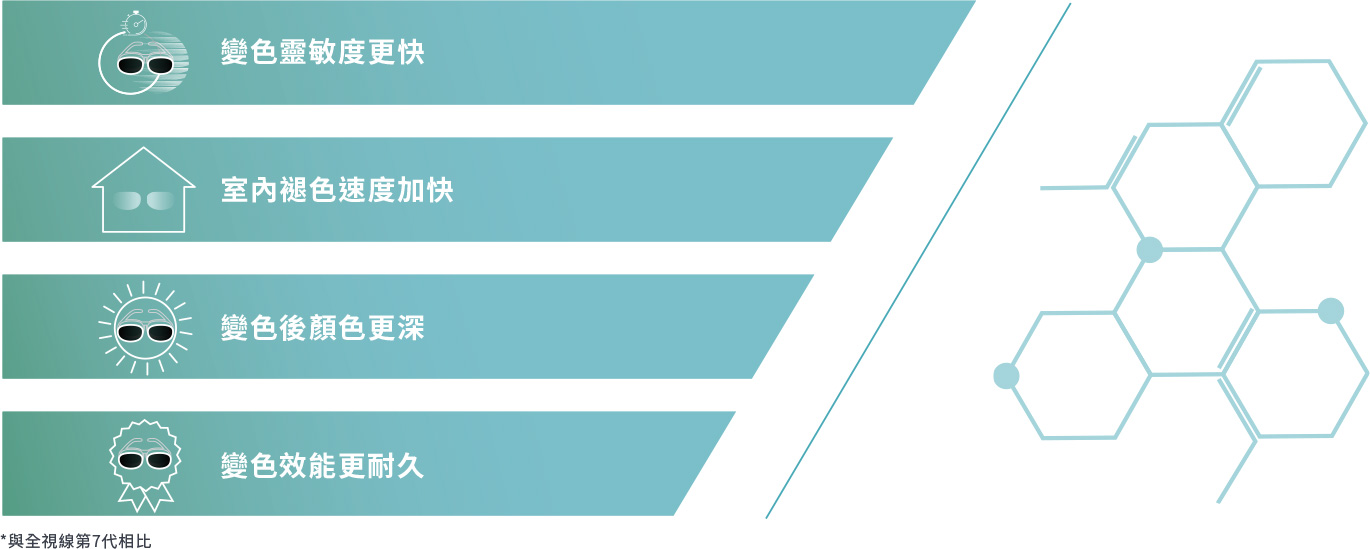 變色靈敏度更快
室內褪色速度加快
變色後顏色更深
變色效能更耐久
*與全視線第7代相比